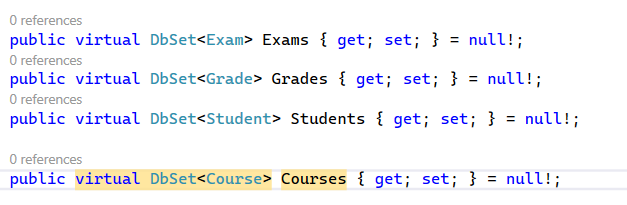 0 references
public virtual DbSet<Exam> Exams { get; set; } = null!;
0 references
public virtual DbSet<Grade> Grades { get; set; } = null!;
0 references
public virtual DbSet<Student> Students { get; set; } = null!;
0 references
public virtual DbSet<Course> Courses { get; set; } = null!;